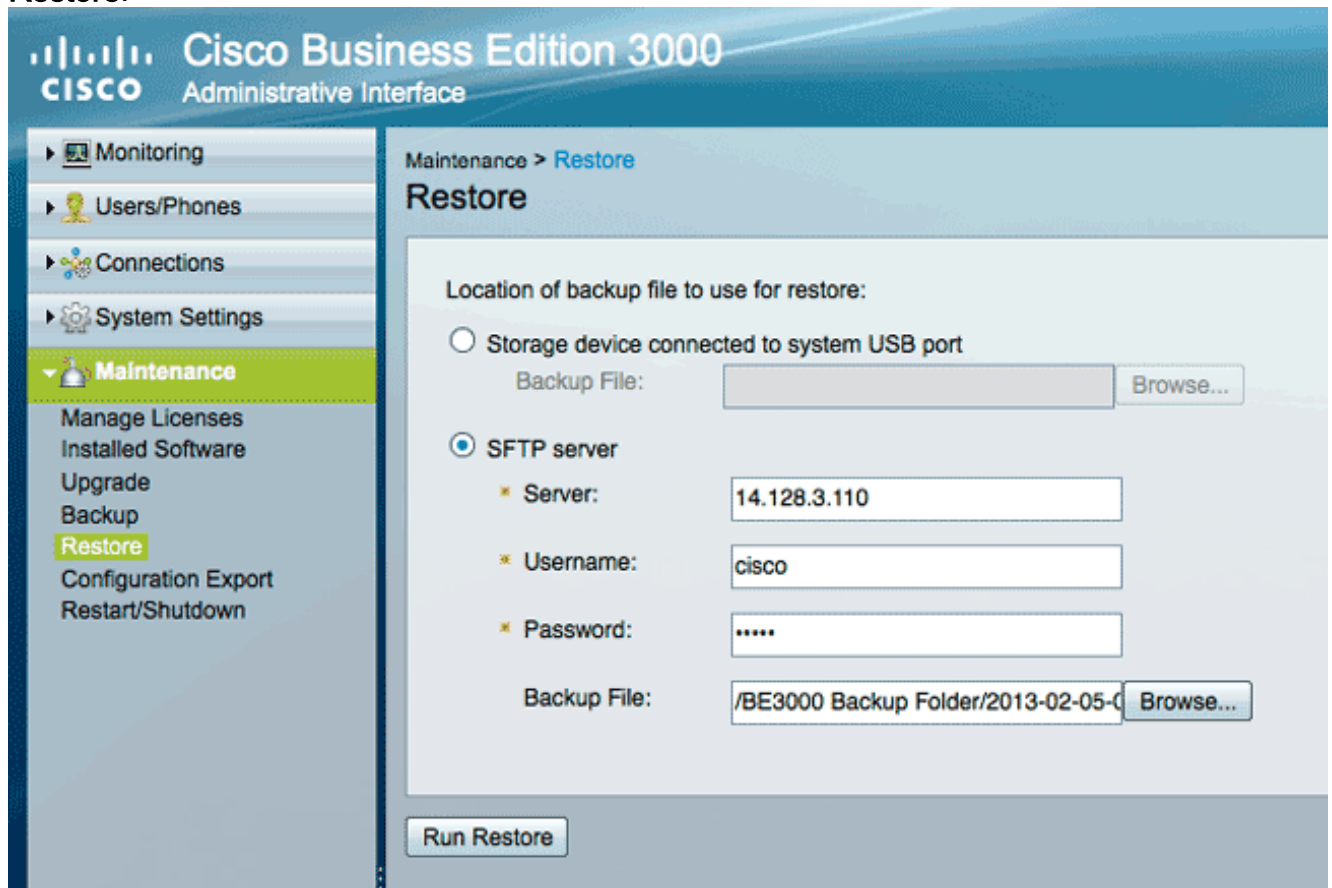 Restore.
CISCO
Cisco Business Edition 3000
Administrative Interface
Monitoring
Users/Phones
Connections
System Settings
Maintenance
Manage Licenses
Installed Software
Upgrade
Backup
Restore
Configuration Export
Restart/Shutdown
Maintenance > Restore
Restore
Location of backup file to use for restore:
Storage device connected to system USB port
Backup File: Browse...
SFTP server
* Server: 14.128.3.110
* Username: cisco
* Password: •••••
Backup File: /BE3000 Backup Folder/2013-02-05- Browse...
Run Restore